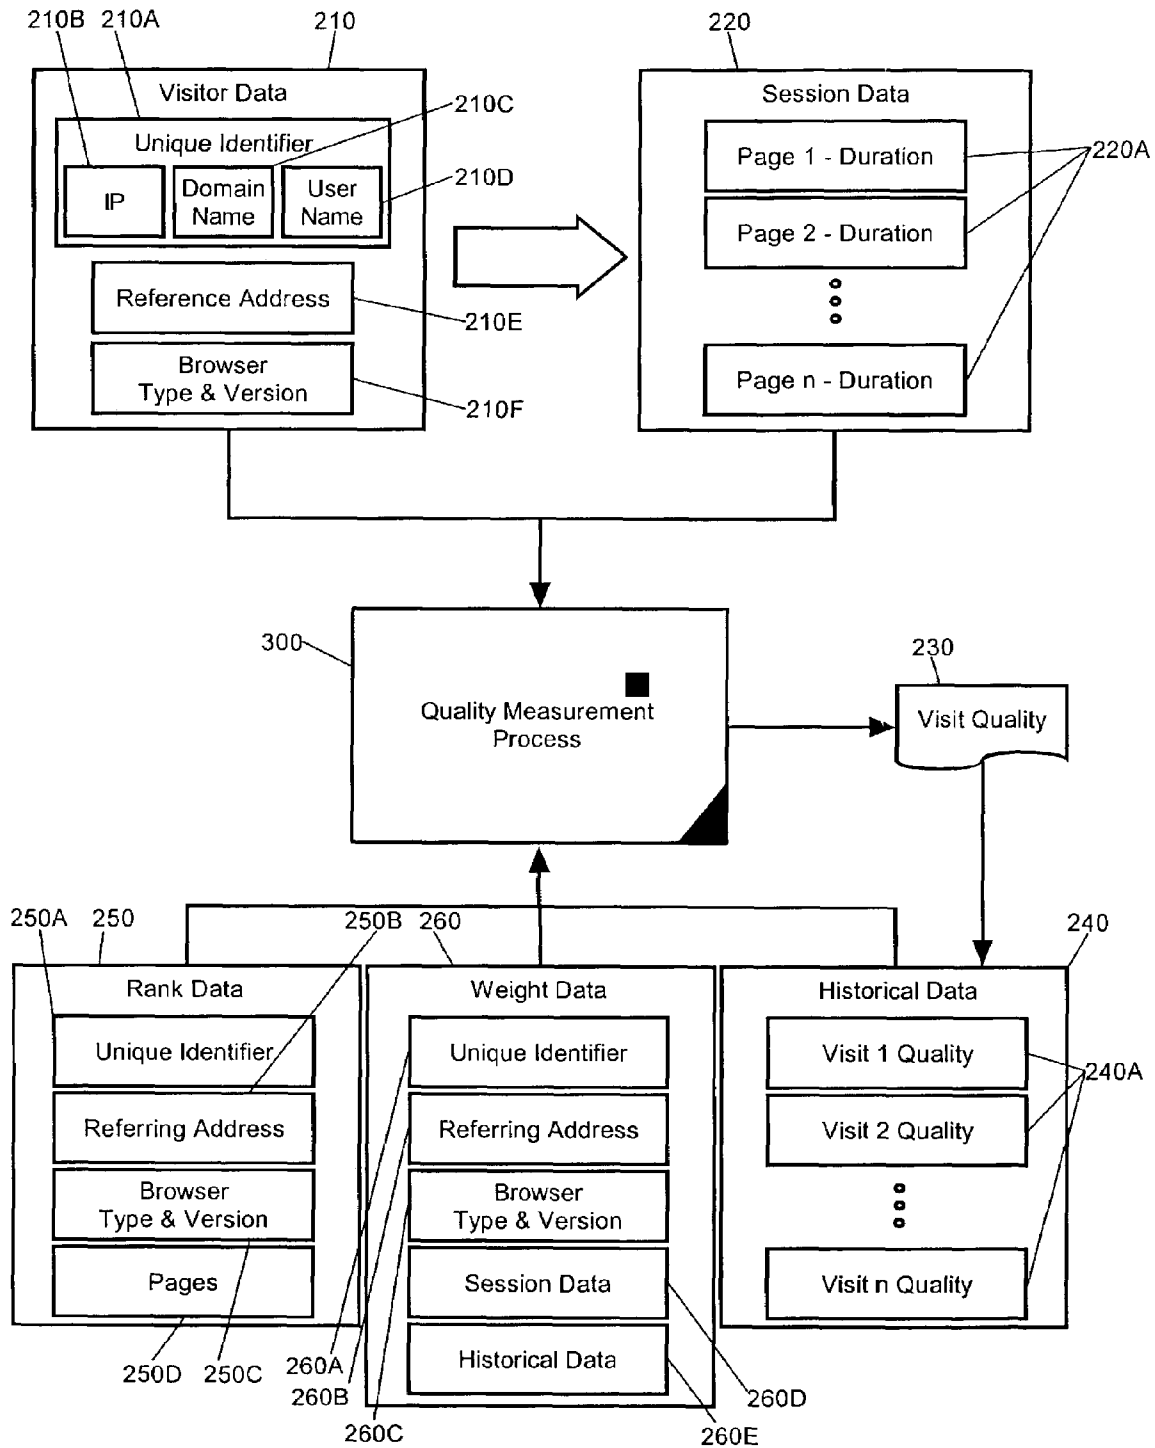 210B 210A 210 220
Visitor Data
Unique Identifier
IP
Domain
Name
User
Name
210C
210D
Reference Address
210E
Browser
Type & Version
210F
Session Data
Page 1 - Duration
220A
Page 2 - Duration
Page n - Duration
300
Quality Measurement
Process
230
Visit Quality
250A 250 250B 260 240
Rank Data
Unique Identifier
Referring Address
Browser
Type & Version
Pages
250D 250C
Weight Data
Unique Identifier
Referring Address
Browser
Type & Version
Session Data
Historical Data
260A
260B
260C
260D
260E
Historical Data
Visit 1 Quality
240A
Visit 2 Quality
Visit n Quality